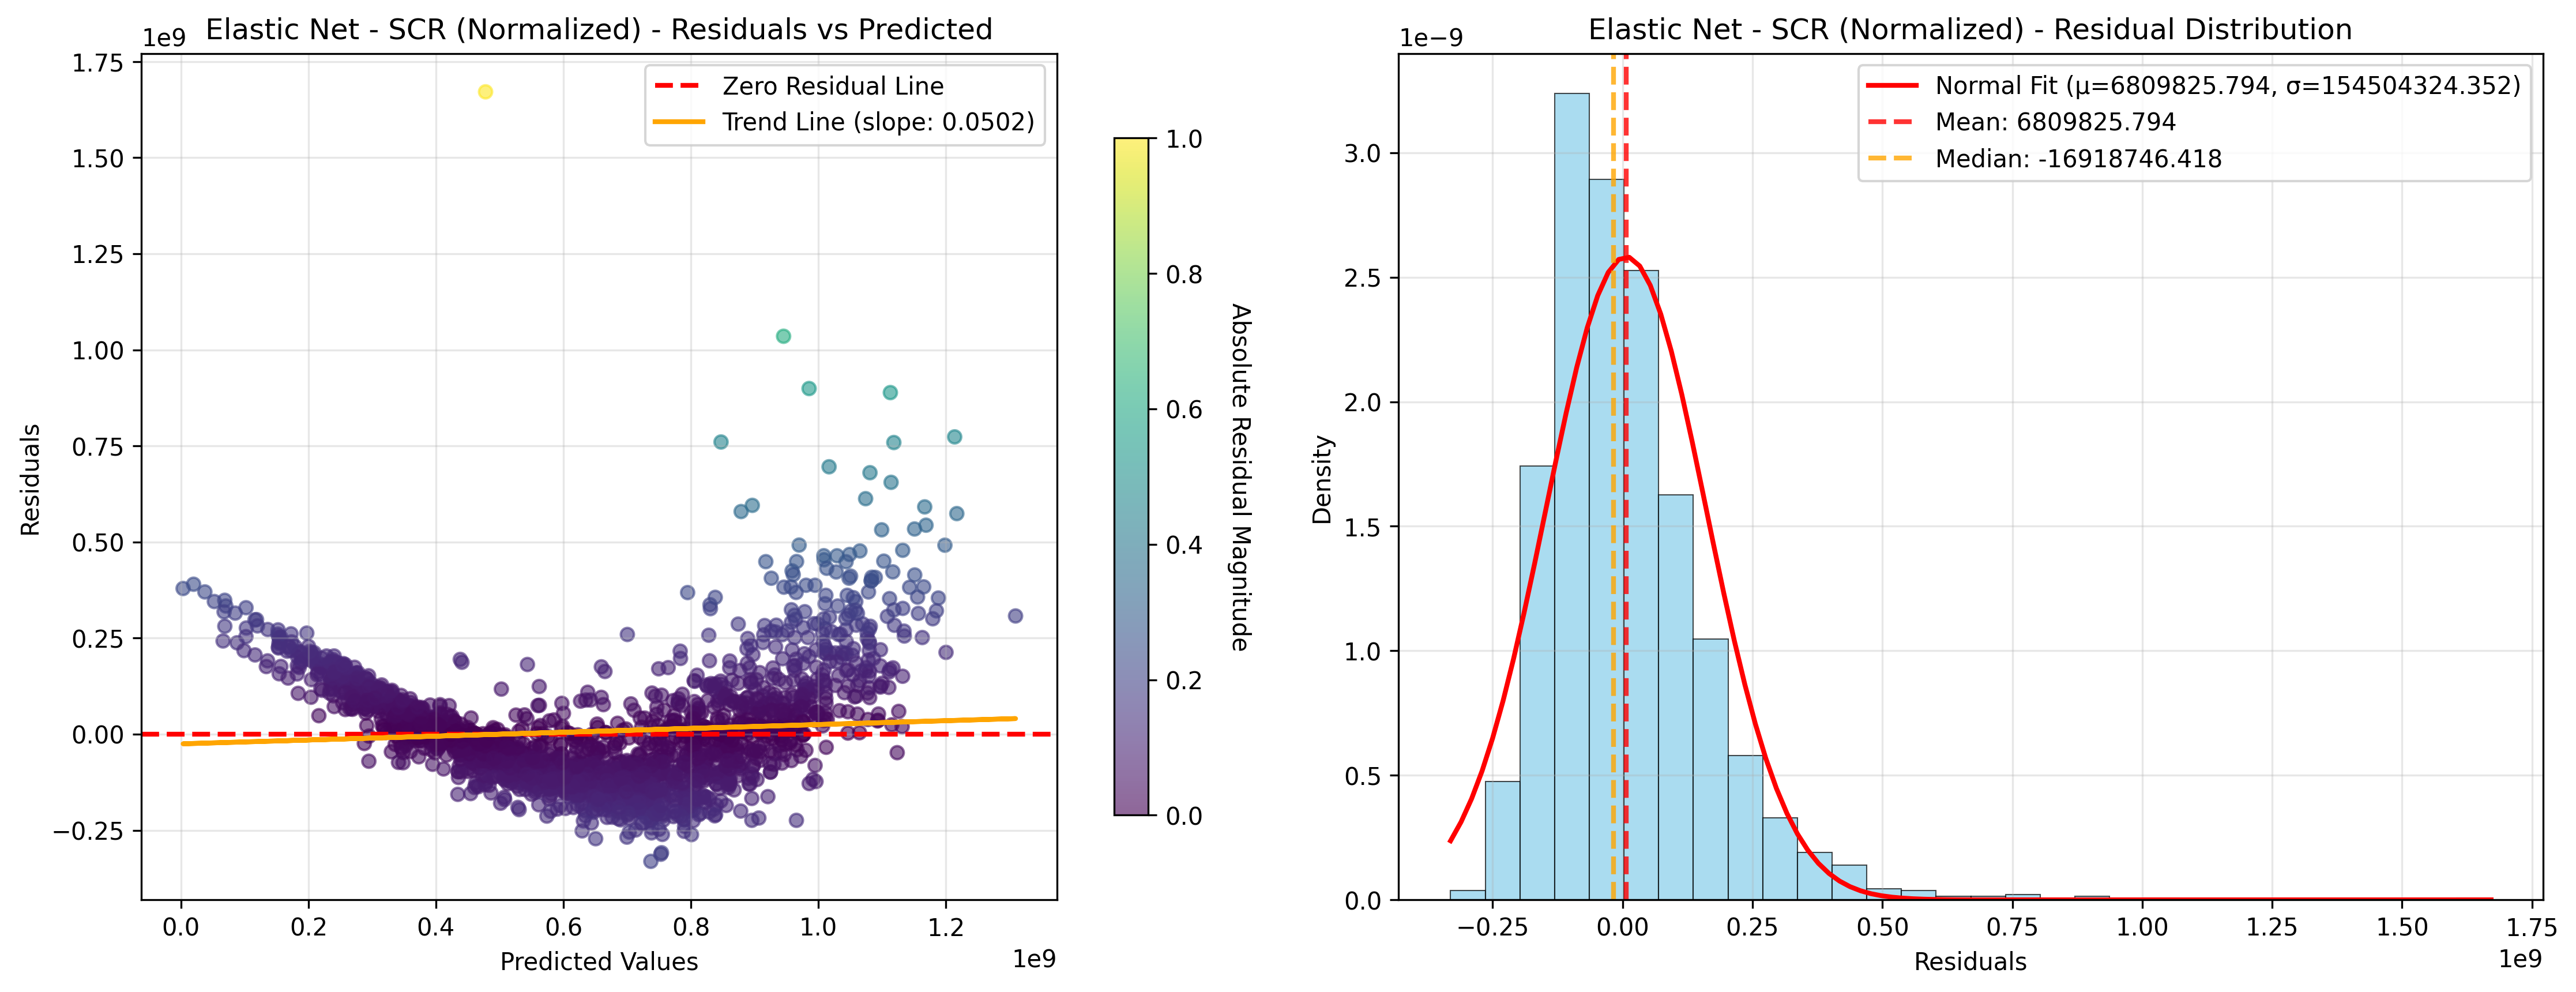 Elastic Net - SCR (Normalized) - Residuals vs Predicted
1e9
1.75
1.50
1.25
1.00
0.75
0.50
0.25
0.00
−0.25
Residuals
Zero Residual Line
Trend Line (slope: 0.0502)
0.0
0.2
0.4
0.6
0.8
1.0
1.2
1e9
Predicted Values
1.0
0.8
0.6
0.4
0.2
0.0
Absolute Residual Magnitude
Elastic Net - SCR (Normalized) - Residual Distribution
1e−9
3.0
2.5
2.0
1.5
1.0
0.5
0.0
Density
Normal Fit (μ=6809825.794, σ=154504324.352)
Mean: 6809825.794
Median: -16918746.418
−0.25
0.00
0.25
0.50
0.75
1.00
1.25
1.50
1.75
1e9
Residuals